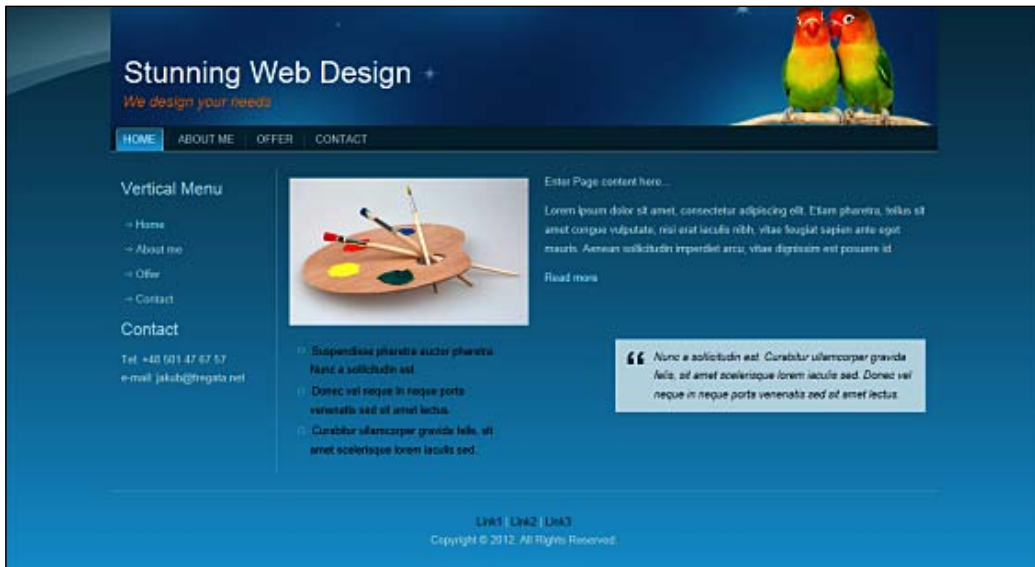 Stunning Web Design
We design your needs
HOME ABOUT ME OFFER CONTACT
Vertical Menu
Home
About me
Offer
Contact
Contact
Tel: +48 501 47 67 57
e-mail: jakub@fregata.net
Suspendisse pharetra auctor pharetra.
Nunc a sollicitudin est.
Donec vel neque in neque porta
venenatis sed sit amet lectus.
Curabitur ullamcorper gravida felis, sit
amet scelerisque lorem iaculis sed.
Enter Page content here...
Lorem ipsum dolor sit amet, consectetur adipiscing elit. Etiam pharetra, tellus sit
amet congue vulputate, nisi erat iaculis nibh, vitae feugiat sapien ante eget
mauris. Aenean sollicitudin imperdiet arcu, vitae dignissim est posuere id.
Read more
“ Nunc a sollicitudin est. Curabitur ullamcorper gravida
felis, sit amet scelerisque lorem iaculis sed. Donec vel
neque in neque porta venenatis sed sit amet lectus.
Link1 | Link2 | Link3
Copyright © 2012. All Rights Reserved.